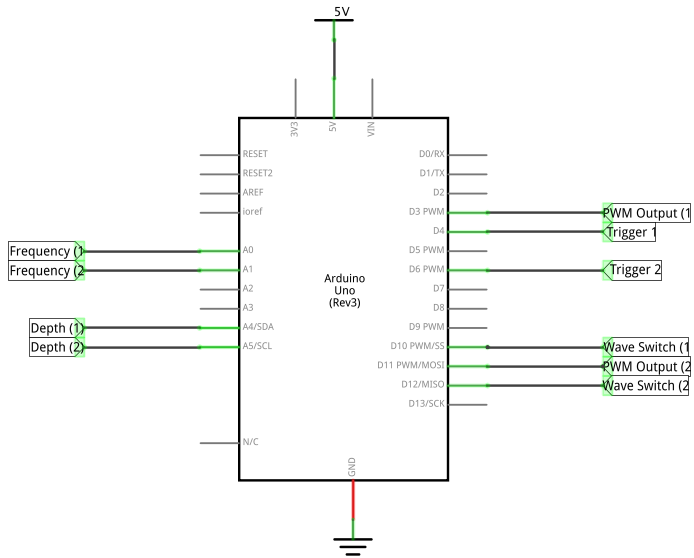 5V
3V3
5V
VIN
RESET
RESET2
AREF
ioref
A0
A1
A2
A3
A4/SDA
A5/SCL
N/C
Frequency (1
Frequency (2
Depth (1)
Depth (2)
Arduino
Uno
(Rev3)
D0/RX
D1/TX
D2
D3 PWM
D4
D5 PWM
D6 PWM
D7
D8
D9 PWM
D10 PWM/SS
D11 PWM/MOSI
D12/MISO
D13/SCK
PWM Output (1
Trigger 1
Trigger 2
Wave Switch (1
PWM Output (2
Wave Switch (2
GND